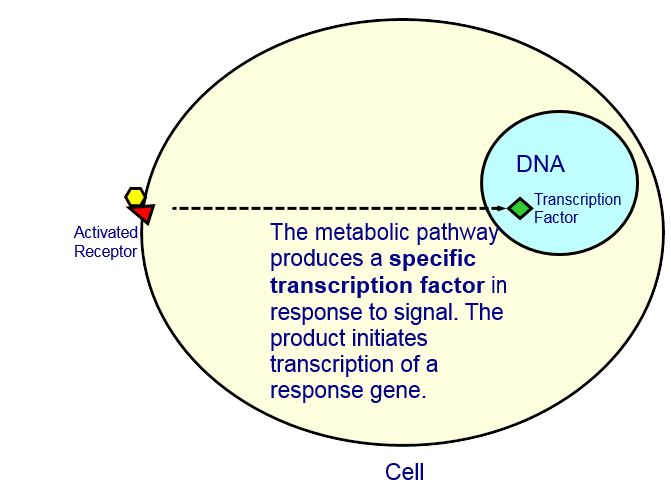 DNA
Transcription
Factor
Activated
Receptor
The metabolic pathway
produces a specific
transcription factor in
response to signal. The
product initiates
transcription of a
response gene.
Cell